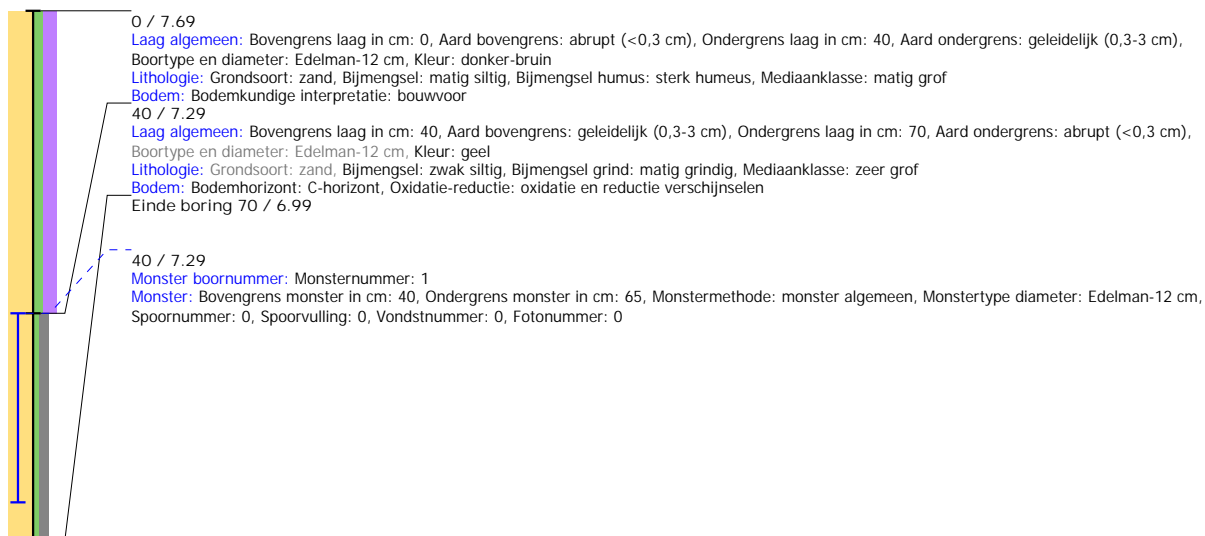 0 / 7.69
Laag algemeen: Bovengrens laag in cm: 0, Aard bovengrens: abrupt (<0,3 cm), Ondergrens laag in cm: 40, Aard ondergrens: geleidelijk (0,3-3 cm),
Boortype en diameter: Edelman-12 cm, Kleur: donker-bruin
Lithologie: Grondsoort: zand, Bijmengsel: matig siltig, Bijmengsel humus: sterk humeus, Mediaanklasse: matig grof
Bodem: Bodemkundige interpretatie: bouwvoor
40 / 7.29
Laag algemeen: Bovengrens laag in cm: 40, Aard bovengrens: geleidelijk (0,3-3 cm), Ondergrens laag in cm: 70, Aard ondergrens: abrupt (<0,3 cm),
Boortype en diameter: Edelman-12 cm, Kleur: geel
Lithologie: Grondsoort: zand, Bijmengsel: zwak siltig, Bijmengsel grind: matig grindig, Mediaanklasse: zeer grof
Bodem: Bodemhorizont: C-horizont, Oxidatie-reductie: oxidatie en reductie verschijnselen
Einde boring 70 / 6.99
40 / 7.29
Monster boornummer: Monsternummer: 1
Monster: Bovengrens monster in cm: 40, Ondergrens monster in cm: 65, Monstermethode: monster algemeen, Monstertype diameter: Edelman-12 cm,
Spoornummer: 0, Spoorvulling: 0, Vondstnummer: 0, Fotonummer: 0